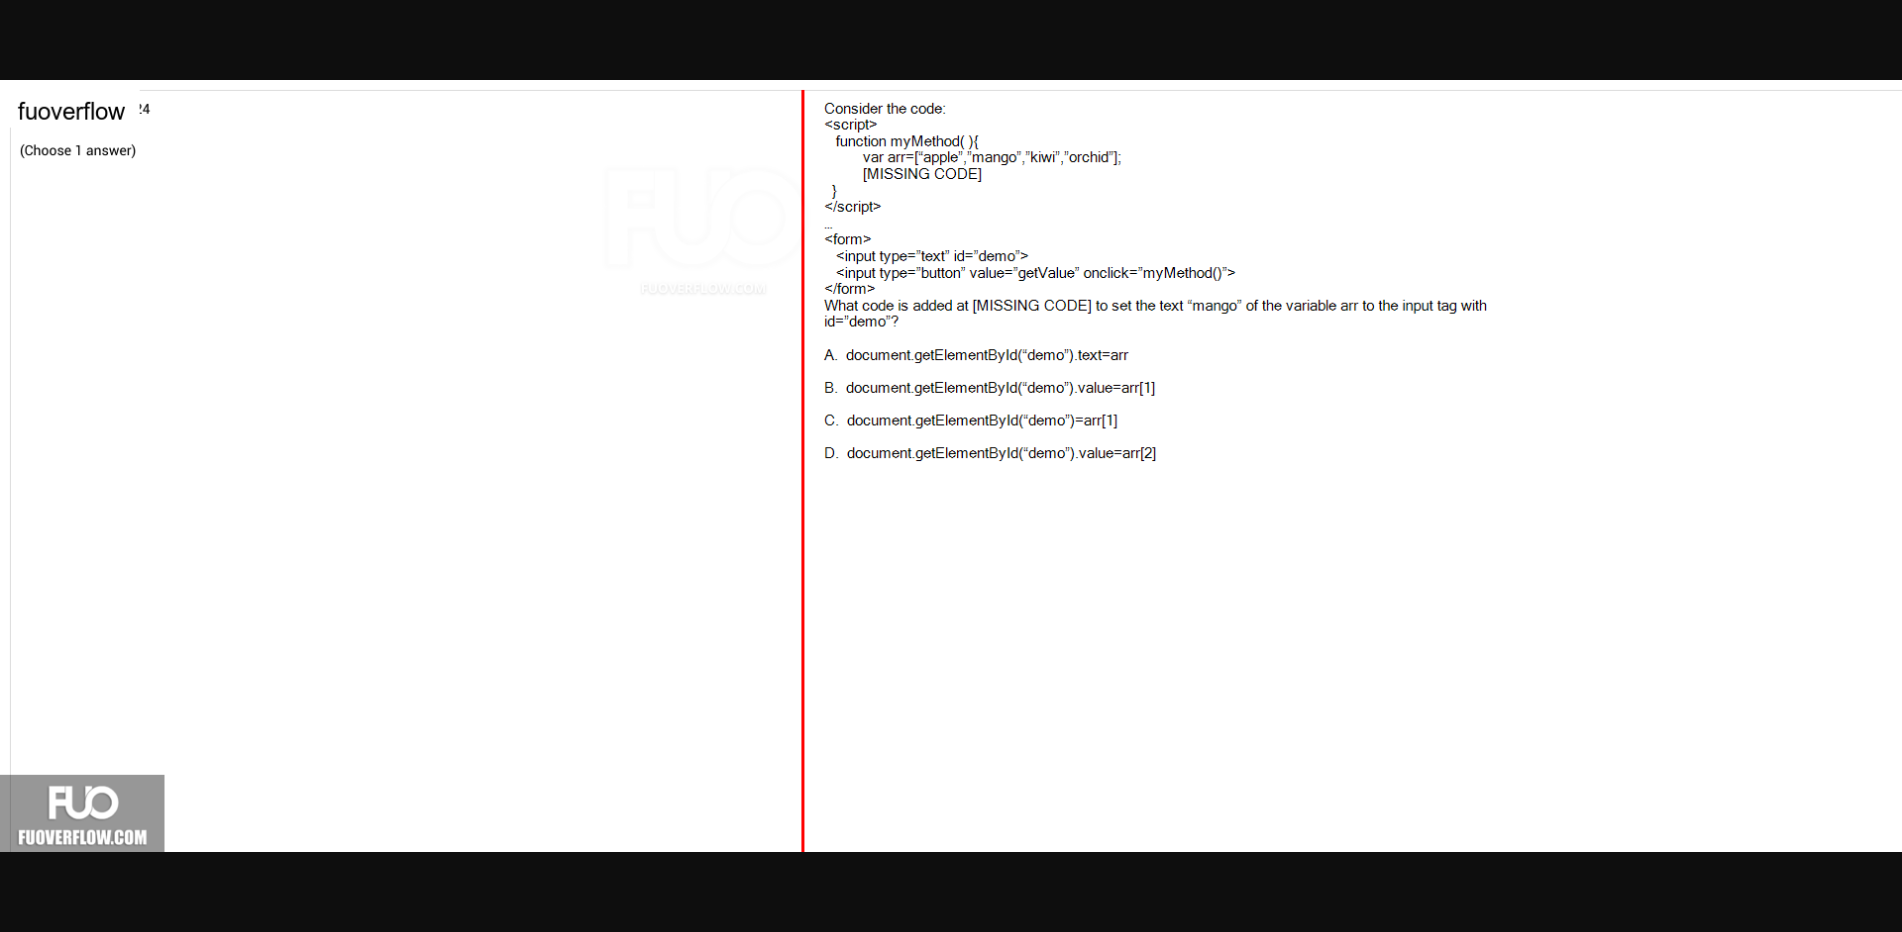 fuoverflow 24
(Choose 1 answer)
FUO
FUOVERFLOW.COM
Consider the code:
<script>
function myMethod( ){
var arr=[“apple”,”mango”,”kiwi”,”orchid”];
[MISSING CODE]
}
</script>
...
<form>
<input type=”text” id=”demo”>
<input type=”button” value=”getValue” onclick=”myMethod()”>
</form>
What code is added at [MISSING CODE] to set the text “mango” of the variable arr to the input tag with
id=”demo”?
A. document.getElementById(“demo”).text=arr
B. document.getElementById(“demo”).value=arr[1]
C. document.getElementById(“demo”)=arr[1]
D. document.getElementById(“demo”).value=arr[2]
FUO
FUOVERFLOW.COM